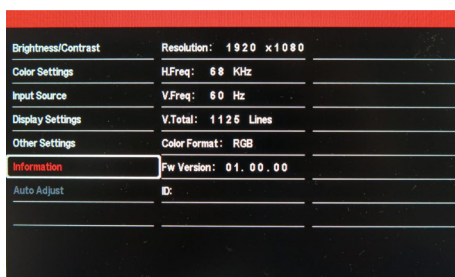 Brightness/Contrast
Resolution: 1920 x1080
Color Settings
H.Freq: 68 KHz
Input Source
V.Freq: 60 Hz
Display Settings
V.Total: 1125 Lines
Other Settings
Color Format: RGB
Information
Fw Version: 01.00.00
Auto Adjust
ID: